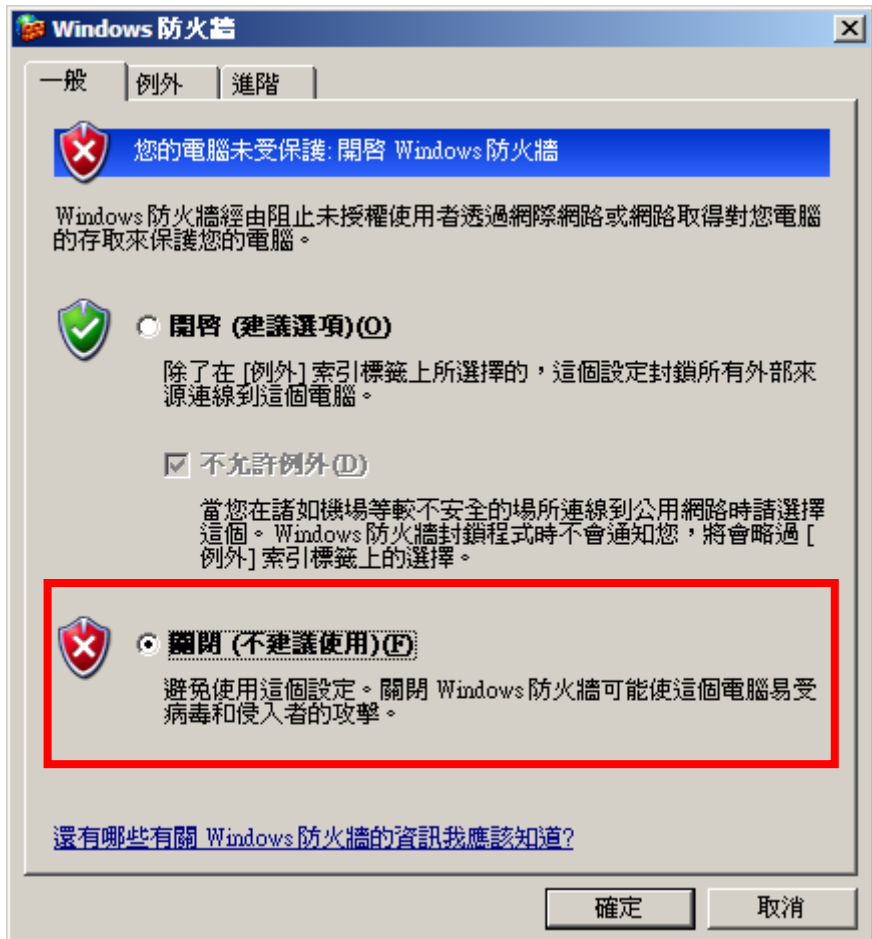 Windows 防火牆
一般
例外
進階
您的電腦未受保護: 開啓 Windows 防火牆
Windows 防火牆經由阻止未授權使用者透過網際網路或網路取得對您電腦
的存取來保護您的電腦。
開啓 (建議選項)(O)
除了在 [例外] 索引標籤上所選擇的，這個設定封鎖所有外部來
源連線到這個電腦。
不允許例外(D)
當您在諸如機場等較不安全的場所連線到公用網路時請選擇
這個。Windows 防火牆封鎖程式時不會通知您，將會略過 [
例外] 索引標籤上的選擇。
關閉 (不建議使用)(F)
避免使用這個設定。關閉 Windows 防火牆可能使這個電腦易受
病毒和侵入者的攻擊。
還有哪些有關 Windows 防火牆的資訊我應該知道?
確定
取消